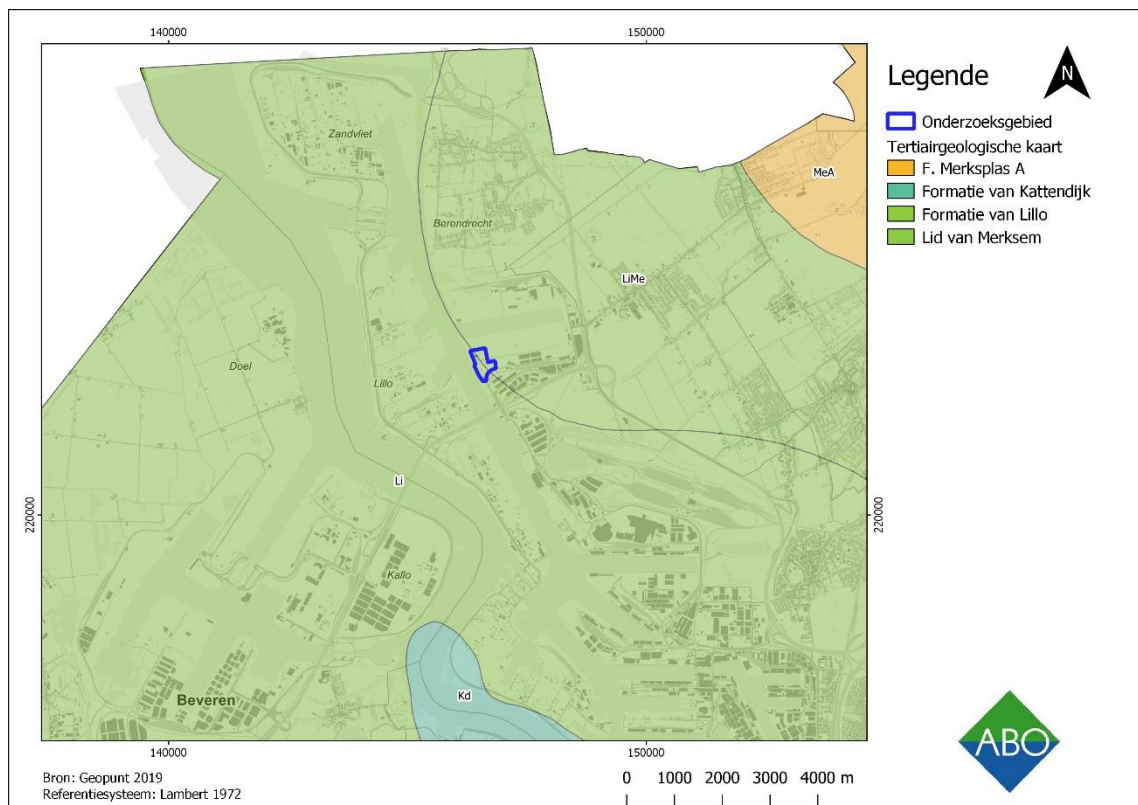 140000
150000
Legende
N
Onderzoeksgebied
Tertiairgeologische kaart
F. Merksplas A
Formatie van Kattendijk
Formatie van Lillo
Lid van Merksem
Zandvliet
MeA
Berendrecht
LiMe
Doel
Lillo
Li
220000
220000
Kallo
Beveren
Kd
140000
150000
Bron: Geopunt 2019
Referentiesysteem: Lambert 1972
0 1000 2000 3000 4000 m
ABO